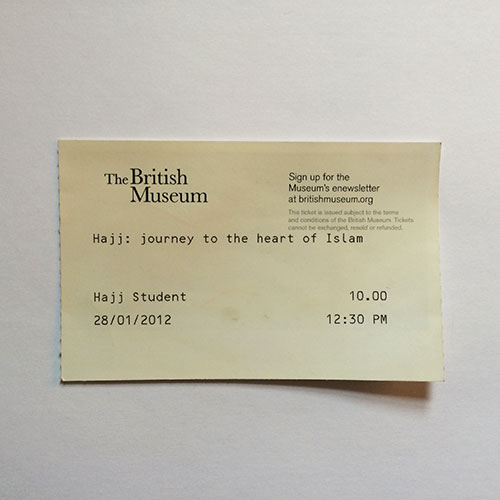 The British
Museum
Sign up for the
Museum's enewsletter
at britishmuseum.org
This ticket is issued subject to the terms
and conditions of the British Museum. Tickets
cannot be exchanged, resold or refunded.
Hajj: journey to the heart of Islam
Hajj Student 10.00
28/01/2012 12:30 PM